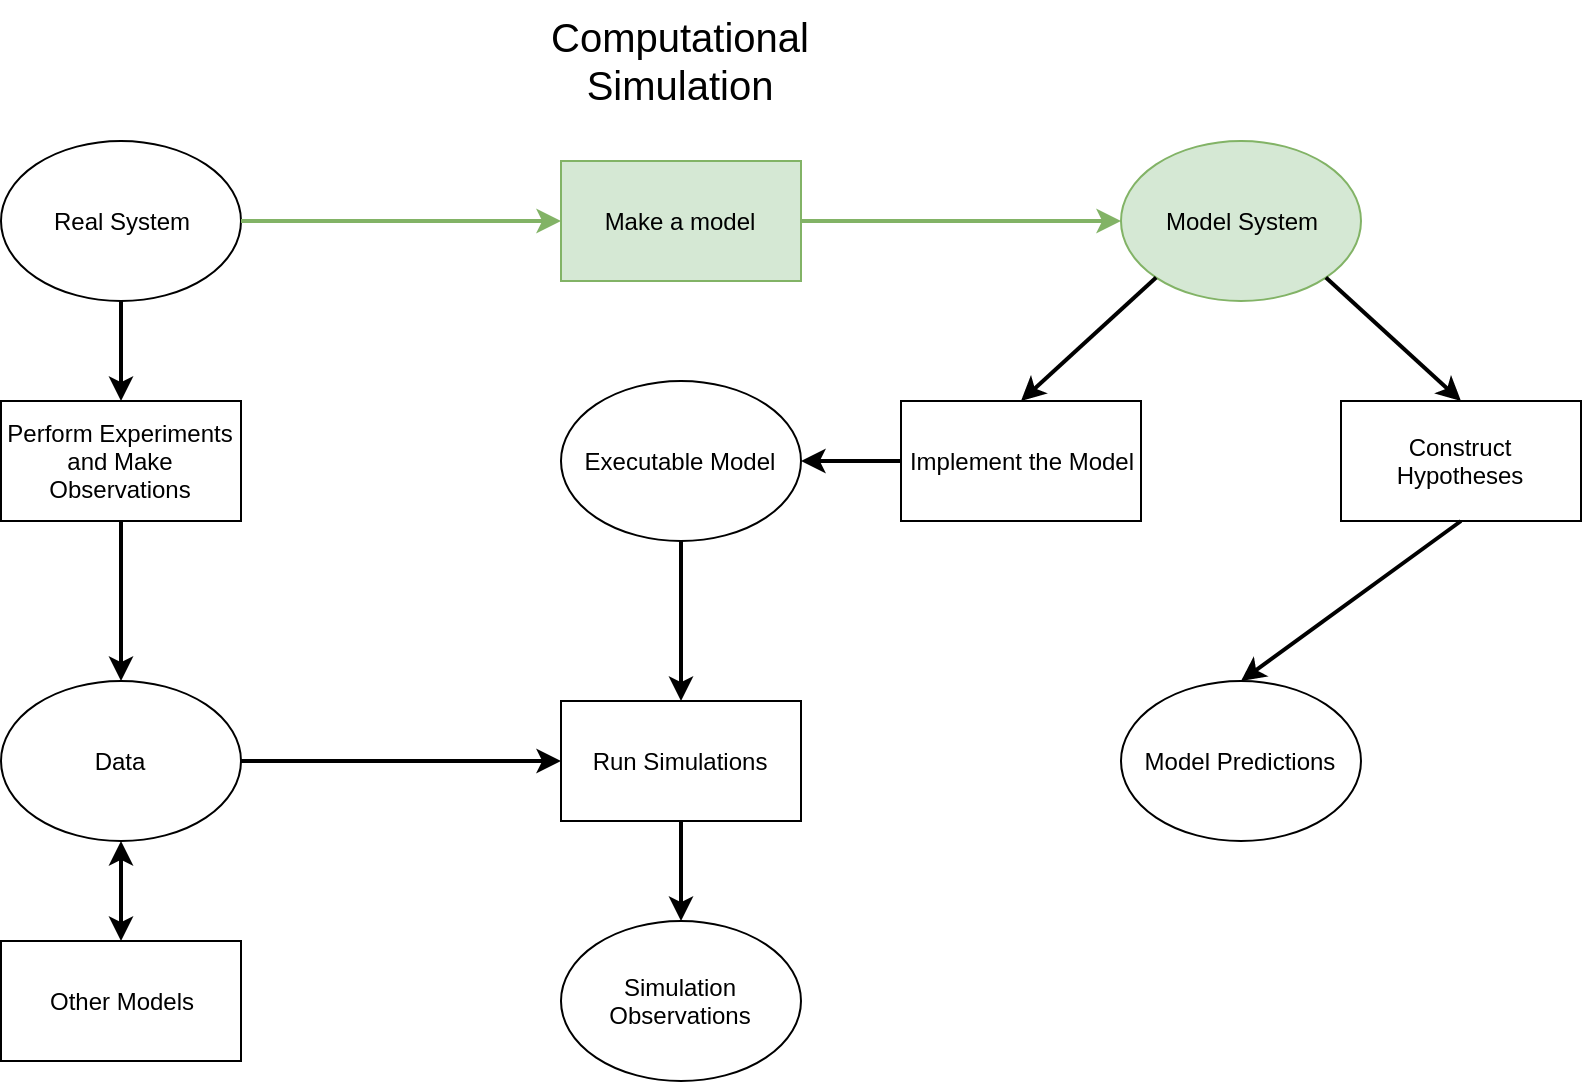 Computational
Simulation
Real System
Make a model
Model System
Perform Experiments
and Make
Observations
Executable Model
Implement the Model
Construct
Hypotheses
Data
Run Simulations
Model Predictions
Other Models
Simulation
Observations